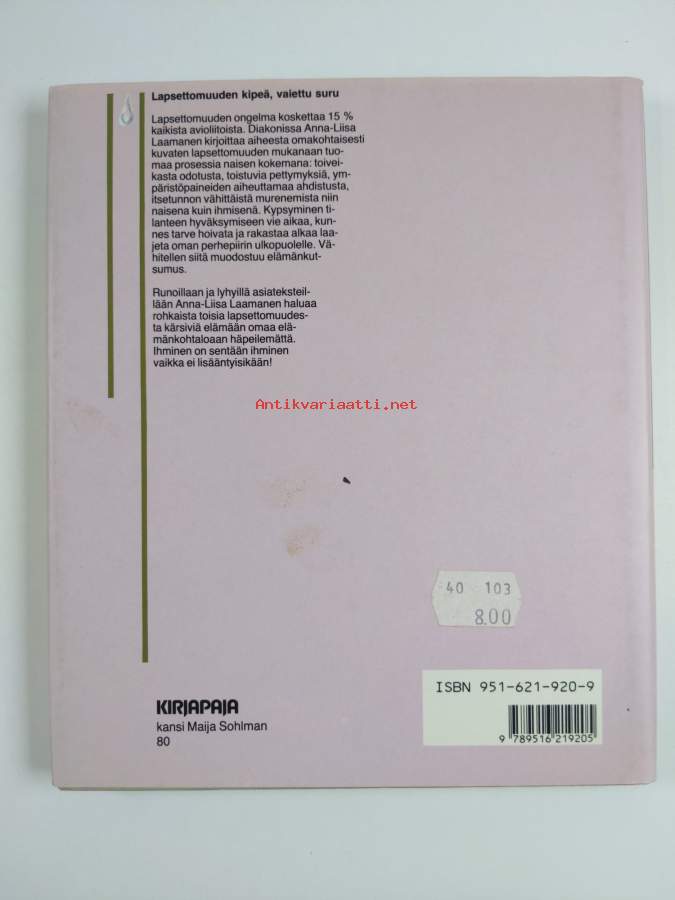 Lapsettomuuden kipeä, vaiettu suru
Lapsettomuuden ongelma koskettaa 15 %
kaikista avioliitoista. Diakonissa Anna-Liisa
Laamanen kirjoittaa aiheesta omakohtaisesti
kuvaten lapsettomuuden mukanaan tuo-
maa prosessia naisen kokemana: toivei-
kasta odotusta, toistuvia pettymyksiä, ym-
päristöpaineiden aiheuttamaa ahdistusta,
itsetunnon vähittäistä murenemista niin
naisena kuin ihmisenä. Kypsyminen ti-
lanteen hyväksymiseen vie aikaa, kun-
nes tarve hoivata ja rakastaa alkaa laa-
jeta oman perhepiirin ulkopuolelle. Vä-
hitellen siitä muodostuu elämänkut-
sumus.
Runoillaan ja lyhyillä asiateksteil-
lään Anna-Liisa Laamanen haluaa
rohkaista toisia lapsettomuudes-
ta kärsiviä elämään omaa elä-
mänkohtaloaan häpeilemättä.
Ihminen on sentään ihminen
vaikka ei lisääntyisikään!
Antikvariaatti.net
40 103
8.00
KIRJAPAJA
kansi Maija Sohlman
80
ISBN 951-621-920-9
9 789516 219205